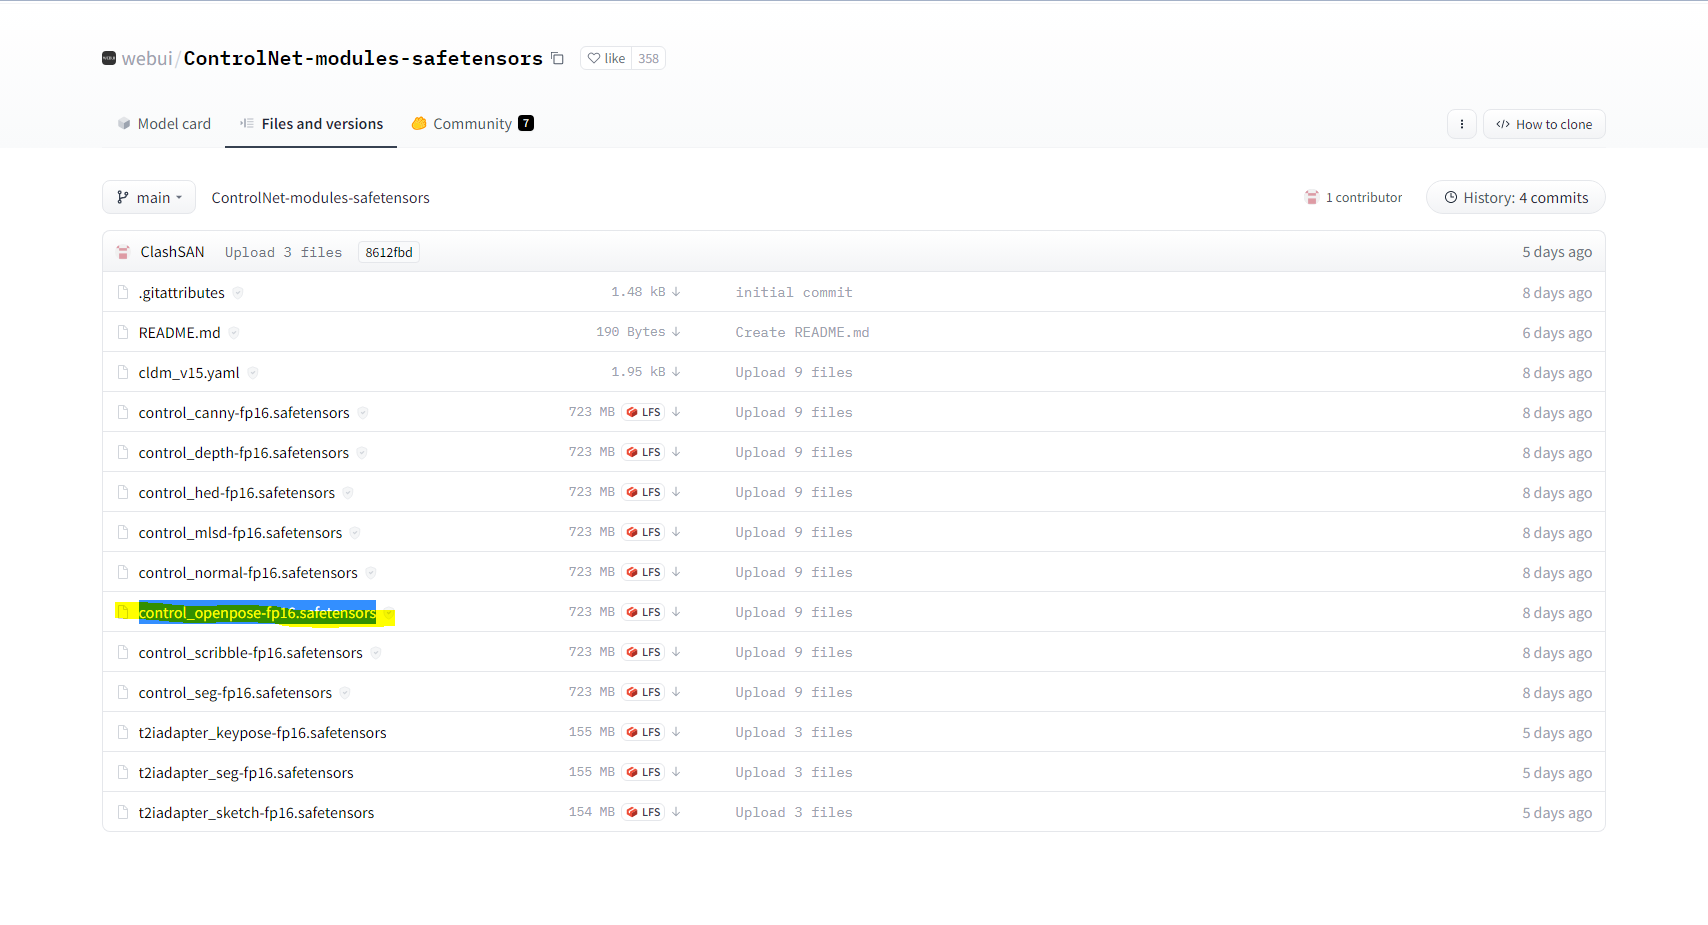 webui/ControlNet-modules-safetensors like 358
Model card Files and versions Community 7 How to clone
main ControlNet-modules-safetensors 1 contributor History: 4 commits
ClashSAN Upload 3 files 8612fbd 5 days ago
.gitattributes 1.48 kB initial commit 8 days ago
README.md 190 Bytes Create README.md 6 days ago
cldm_v15.yaml 1.95 kB Upload 9 files 8 days ago
control_canny-fp16.safetensors 723 MB LFS Upload 9 files 8 days ago
control_depth-fp16.safetensors 723 MB LFS Upload 9 files 8 days ago
control_hed-fp16.safetensors 723 MB LFS Upload 9 files 8 days ago
control_mlsd-fp16.safetensors 723 MB LFS Upload 9 files 8 days ago
control_normal-fp16.safetensors 723 MB LFS Upload 9 files 8 days ago
control_openpose-fp16.safetensors 723 MB LFS Upload 9 files 8 days ago
control_scribble-fp16.safetensors 723 MB LFS Upload 9 files 8 days ago
control_seg-fp16.safetensors 723 MB LFS Upload 9 files 8 days ago
t2iadapter_keypose-fp16.safetensors 155 MB LFS Upload 3 files 5 days ago
t2iadapter_seg-fp16.safetensors 155 MB LFS Upload 3 files 5 days ago
t2iadapter_sketch-fp16.safetensors 154 MB LFS Upload 3 files 5 days ago